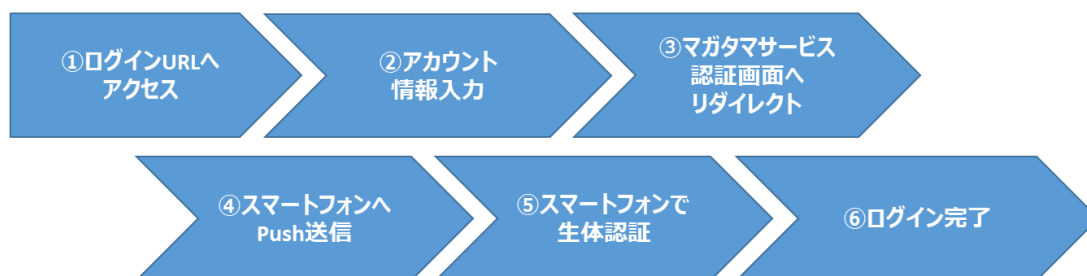 ①ログインURLへ
アクセス
②アカウント
情報入力
③マガタマサービス
認証画面へ
リダイレクト
④スマートフォンへ
Push送信
⑤スマートフォンで
生体認証
⑥ログイン完了